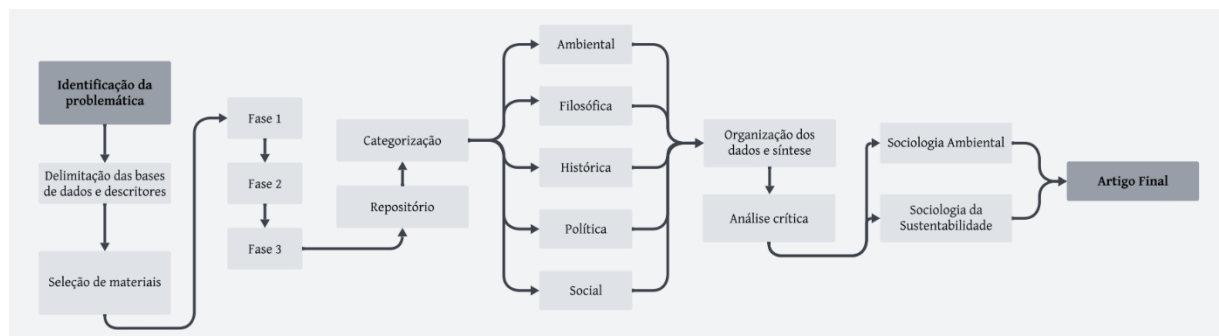 Identificação da
problemática
Delimitação das bases
de dados e descritores
Seleção de materiais
Fase 1
Fase 2
Fase 3
Repositório
Categorização
Ambiental
Filosófica
Histórica
Política
Social
Organização dos
dados e síntese
Análise crítica
Sociologia Ambiental
Sociologia da
Sustentabilidade
Artigo Final